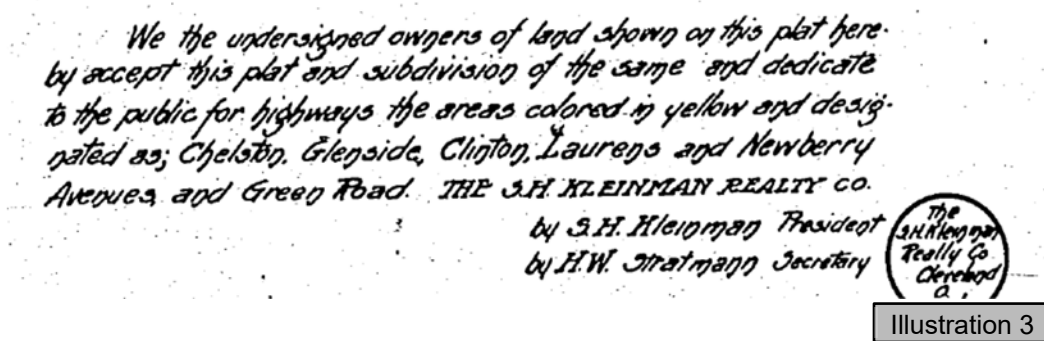 We the undersigned owners of land shown on this plat here-
by accept this plat and subdivision of the same and dedicate
to the public for highways the areas colored in yellow and desig-
nated as; Chelston, Glenside, Clinton, Laurens and Newberry
Avenues and Green Road. THE S.H. KLEINMAN REALTY CO.
by S.H. Kleinman President
by H.W. Stratmann Secretary
The
S.H. Kleinman
Realty Co
Cleveland
O.
Illustration 3